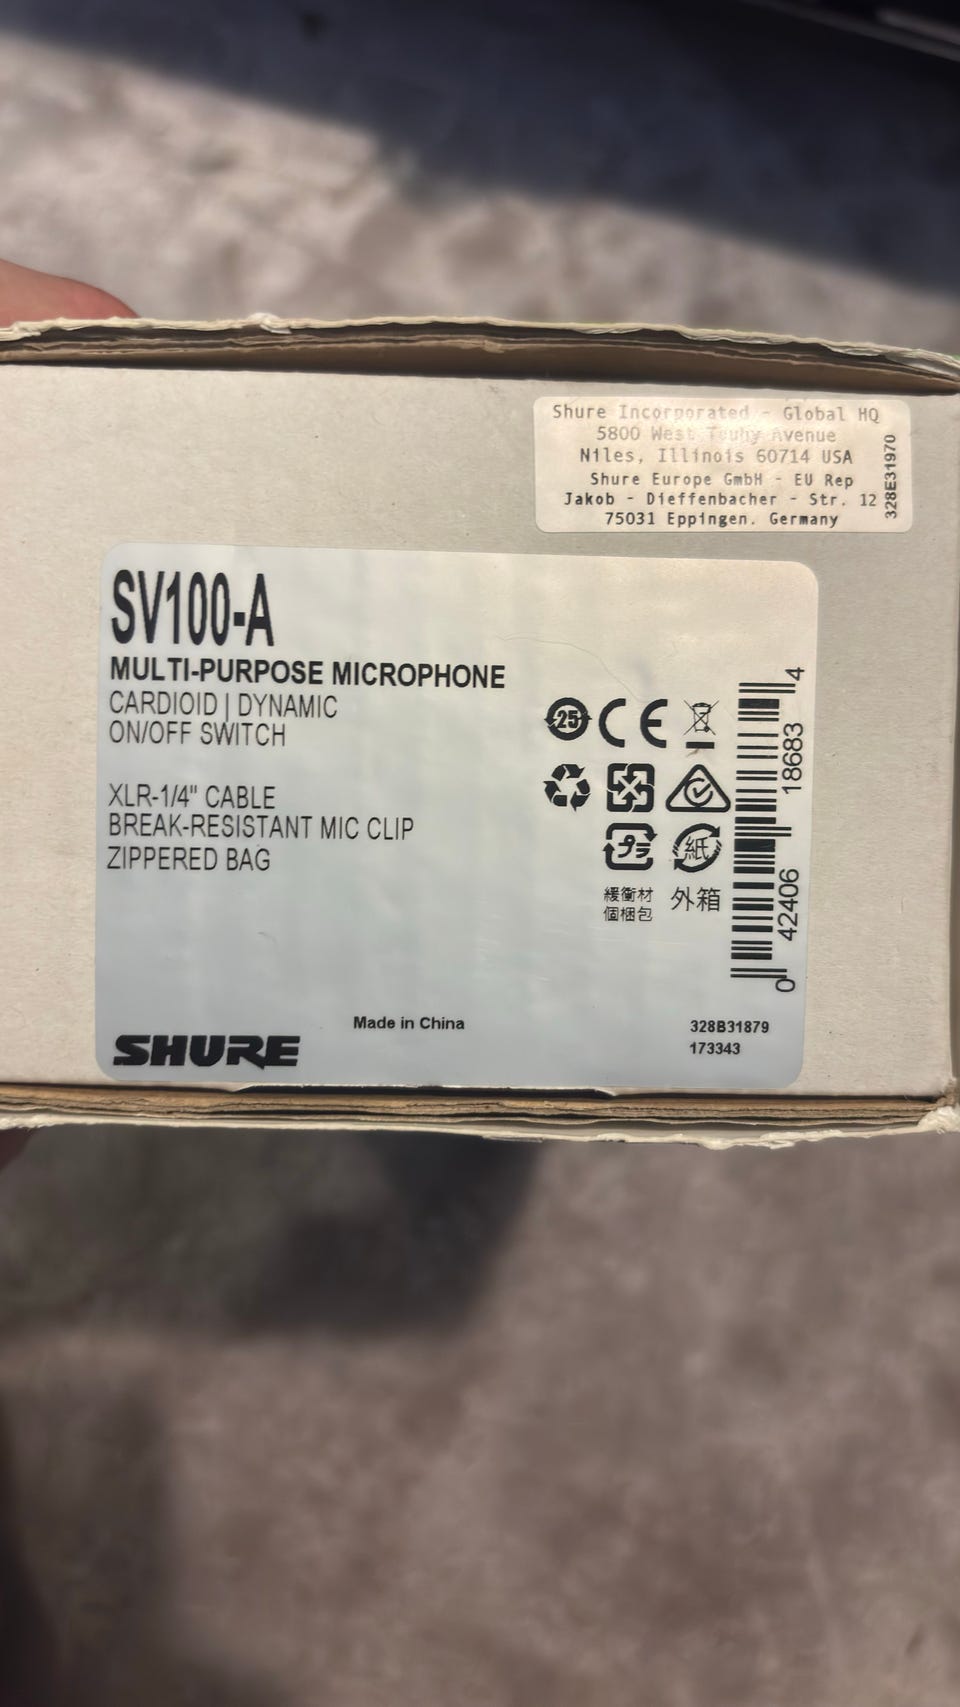 Shure Incorporated - Global HQ
5800 West Touhy Avenue
Niles, Illinois 60714 USA
Shure Europe GmbH - EU Rep
Jakob - Dieffenbacher - Str. 12
75031 Eppingen. Germany
328E31970
SV100-A
MULTI-PURPOSE MICROPHONE
CARDIOID | DYNAMIC
ON/OFF SWITCH
XLR-1/4" CABLE
BREAK-RESISTANT MIC CLIP
ZIPPERED BAG
25
CE
プラ
紙
緩衝材
個梱包
外箱
0 42406 18683 4
Made in China
328B31879
173343
SHURE